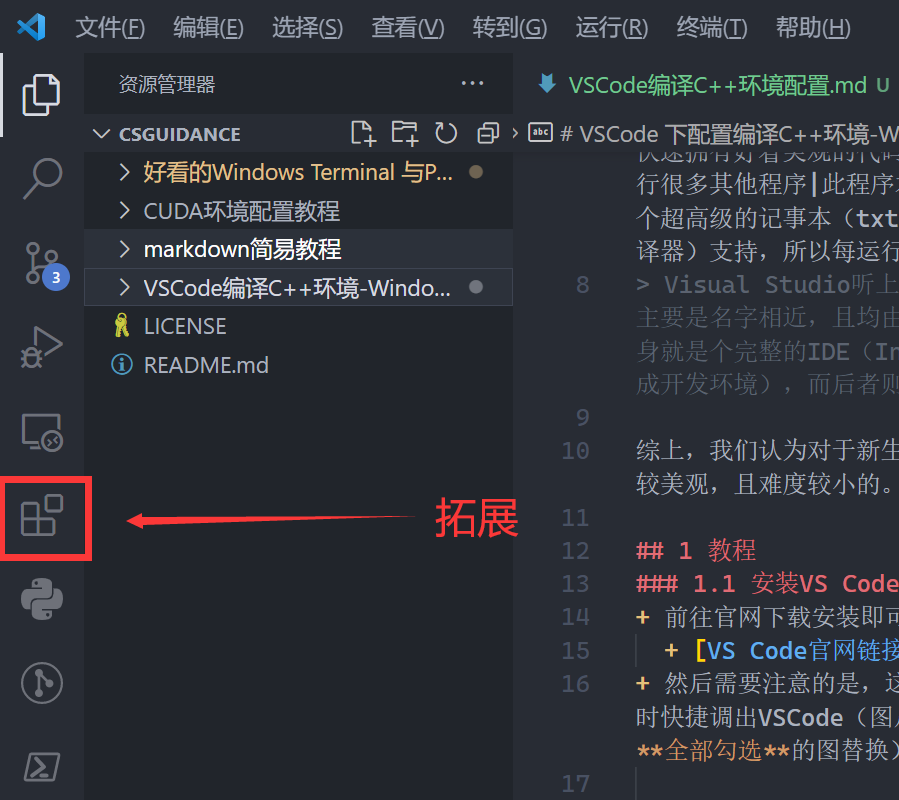 文件(F) 编辑(E) 选择(S) 查看(V) 转到(G) 运行(R) 终端(T) 帮助(H)
资源管理器 ···
VSCode编译C++环境配置.md U
CSGUIDANCE
abc # VSCode 下配置编译C++环境-W
好看的Windows Terminal 与P...
CUDA环境配置教程
markdown简易教程
VSCode编译C++环境-Windo...
LICENSE
README.md
3
拓展
快速拥有好看美观的代码
行很多其他程序|此程序
个超高级的记事本（txt
译器）支持，所以每运行
8 > Visual Studio听上
主要是名字相近，且均由
身就是个完整的IDE（In
成开发环境），而后者则
9
10 综上，我们认为对于新生
较美观，且难度较小的。
11
12 ## 1 教程
13 ### 1.1 安装VS Code
14 + 前往官网下载安装即可
15 + [VS Code官网链接
16 + 然后需要注意的是，这
时快捷调出VSCode（图
**全部勾选**的图替换）
17